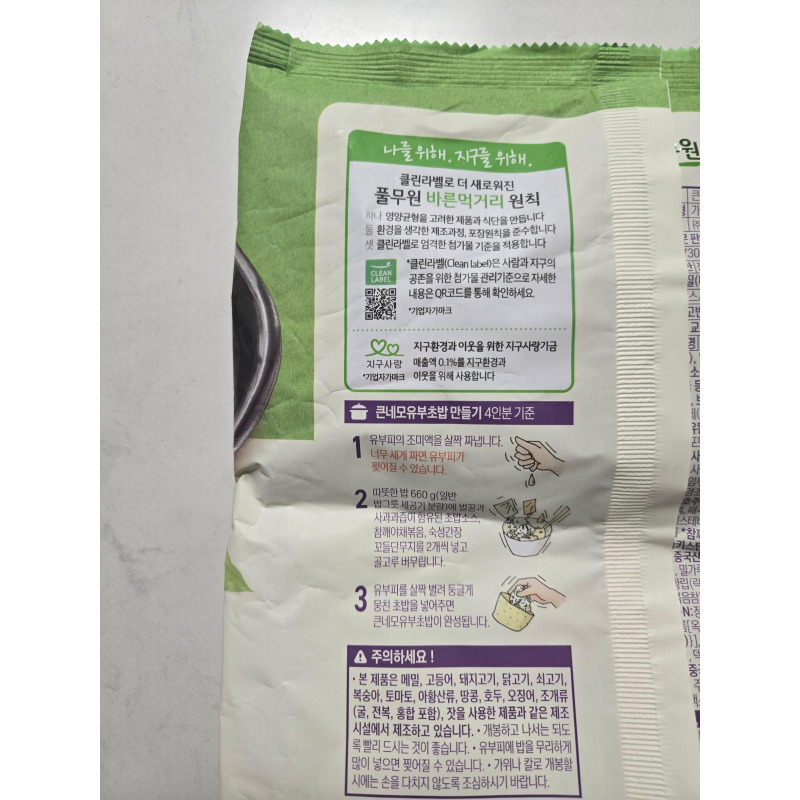 나를 위해. 지구를 위해.
클린라벨로 더 새로워진
풀무원 바른먹거리 원칙
하나 영양균형을 고려한 제품과 식단을 만듭니다
둘 환경을 생각한 제조과정, 포장원칙을 준수합니다
셋 클린라벨로 엄격한 첨가물 기준을 적용합니다
CLEAN
LABEL
*클린라벨(Clean label)은 사람과 지구의
공존을 위한 첨가물 관리기준으로 자세한
내용은 QR코드를 통해 확인하세요.
*기업자가마크
지구사랑
*기업자가마크
지구환경과 이웃을 위한 지구사랑기금
매출액 0.1%를 지구환경과
이웃을 위해 사용합니다
큰네모유부초밥 만들기 4인분 기준
1 유부피의 조미액을 살짝 짜냅니다.
너무 세게 짜면 유부피가
찢어질 수 있습니다.
2 따뜻한 밥 660 g(일반
밥그릇 세공기 분량)에 벌꿀과
사과과즙이 함유된 초밥소스,
참깨야채볶음, 숙성간장
꼬들단무지를 2개씩 넣고
골고루 버무립니다.
3 유부피를 살짝 벌려 둥글게
뭉친 초밥을 넣어주면
큰네모유부초밥이 완성됩니다.
주의하세요!
· 본 제품은 메밀, 고등어, 돼지고기, 닭고기, 쇠고기,
복숭아, 토마토, 아황산류, 땅콩, 호두, 오징어, 조개류
(굴, 전복, 홍합 포함), 잣을 사용한 제품과 같은 제조
시설에서 제조하고 있습니다. · 개봉하고 나서는 되도
록 빨리 드시는 것이 좋습니다. · 유부피에 밥을 무리하게
많이 넣으면 찢어질 수 있습니다. · 가위나 칼로 개봉할
시에는 손을 다치지 않도록 조심하시기 바랍니다.